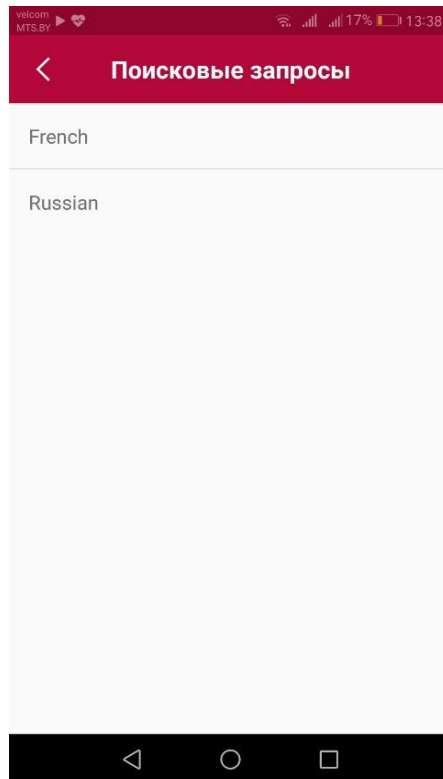 velcom
MTS.BY
17% 13:38
Поисковые запросы
French
Russian